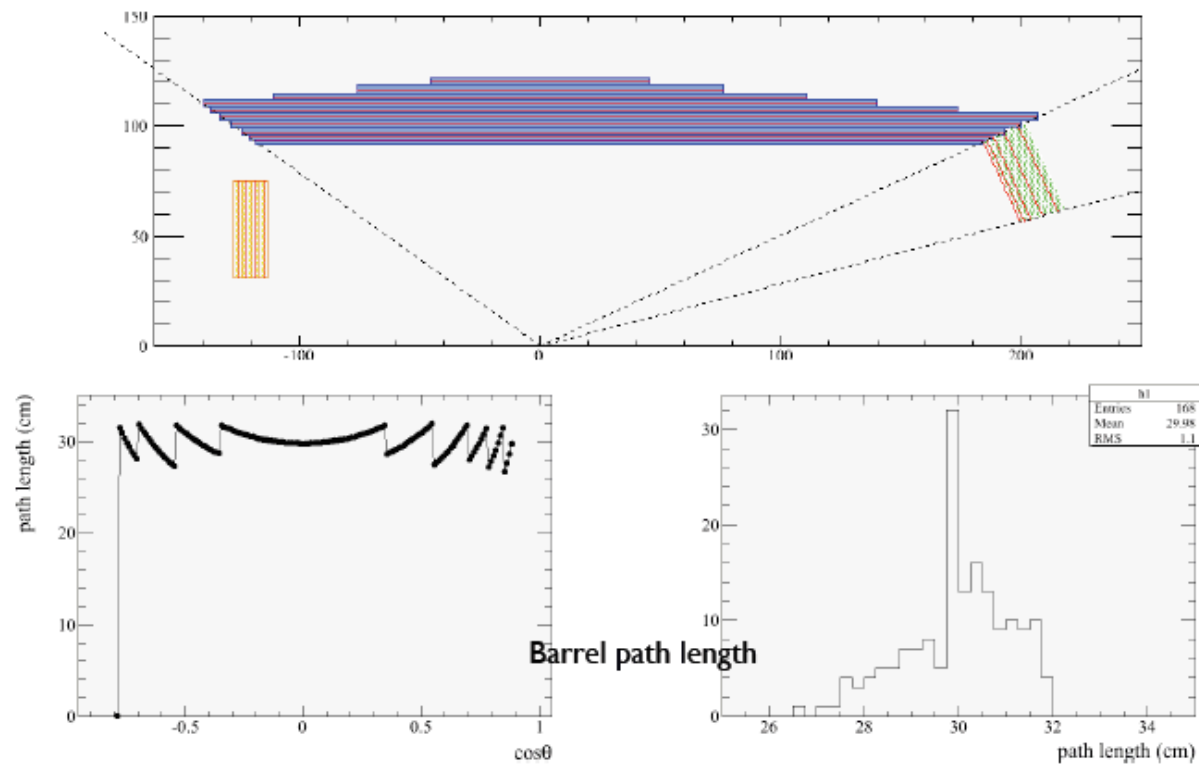 150
100
50
0
-100 0 100 200
path length (cm)
30
20
10
0
-0.5 0 0.5 1
cosθ
Barrel path length
h1
Entries 168
Mean 29.98
RMS 1.1
30
20
10
0
26 28 30 32 34
path length (cm)